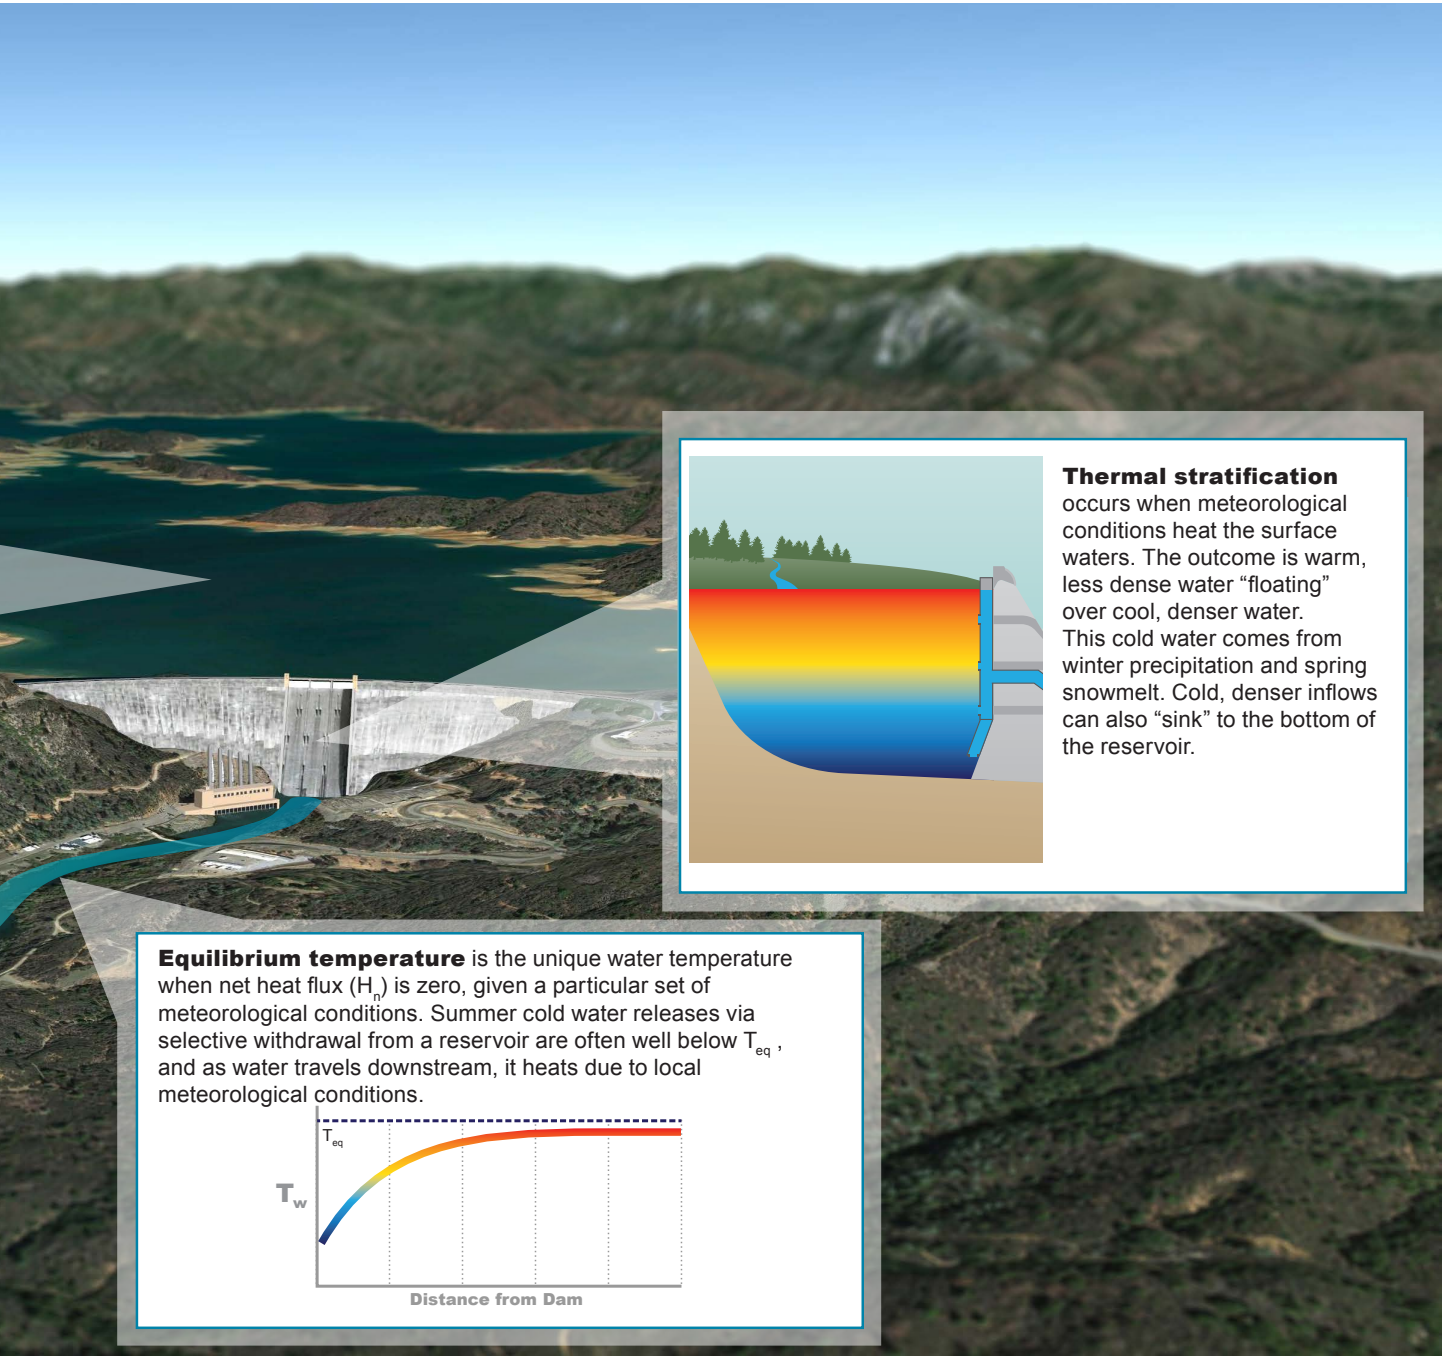 Thermal stratification
occurs when meteorological
conditions heat the surface
waters. The outcome is warm,
less dense water “floating”
over cool, denser water.
This cold water comes from
winter precipitation and spring
snowmelt. Cold, denser inflows
can also “sink” to the bottom of
the reservoir.
Equilibrium temperature is the unique water temperature
when net heat flux (Hn) is zero, given a particular set of
meteorological conditions. Summer cold water releases via
selective withdrawal from a reservoir are often well below Teq ,
and as water travels downstream, it heats due to local
meteorological conditions.
Teq
Tw
Distance from Dam